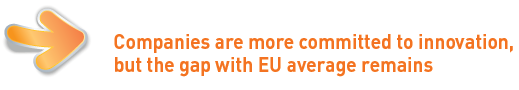 Companies are more committed to innovation,
but the gap with EU average remains